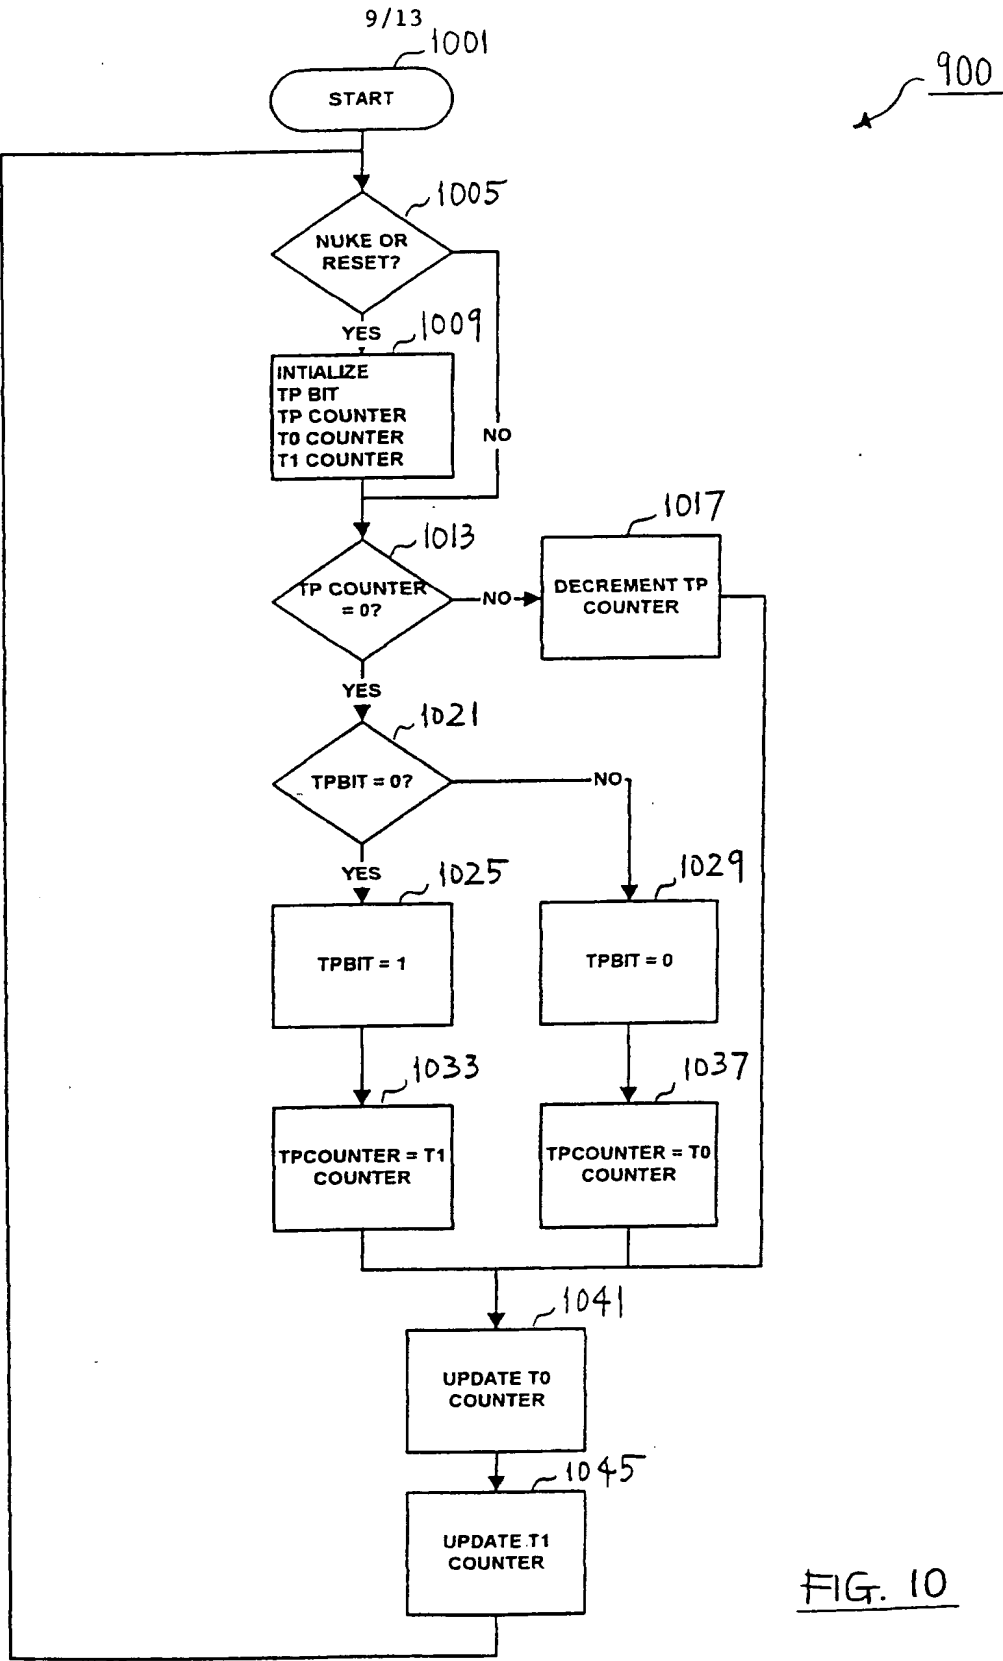 9/13
1001
START
900
1005
NUKE OR
RESET?
YES
1009
INTIALIZE
TP BIT
TP COUNTER
T0 COUNTER
T1 COUNTER
NO
1013
TP COUNTER
= 0?
NO
1017
DECREMENT TP
COUNTER
YES
1021
TPBIT = 0?
NO
YES
1025
TPBIT = 1
1029
TPBIT = 0
1033
TPCOUNTER = T1
COUNTER
1037
TPCOUNTER = T0
COUNTER
1041
UPDATE T0
COUNTER
1045
UPDATE T1
COUNTER
FIG. 10